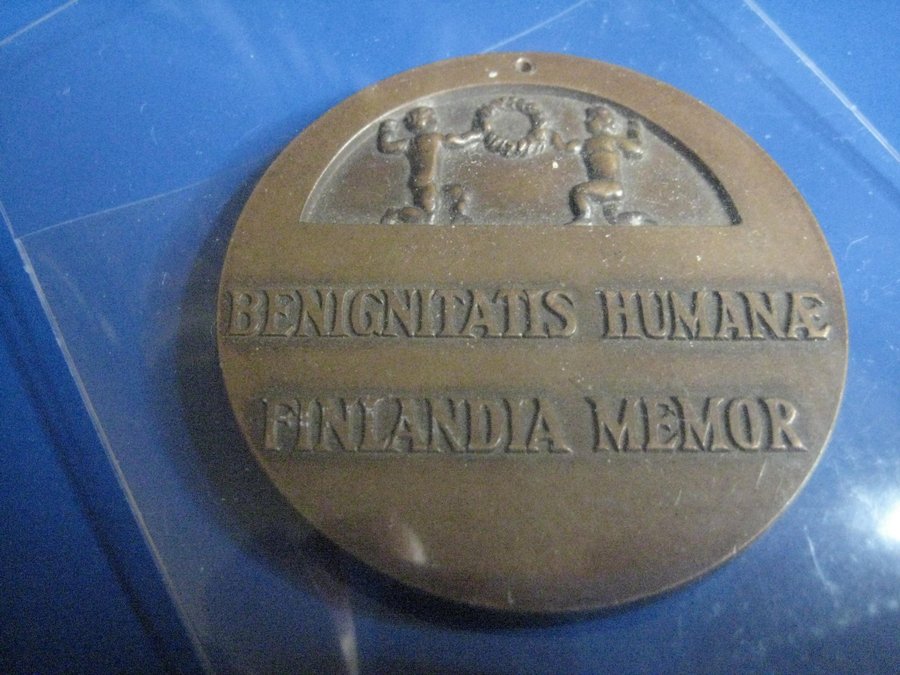 BENIGNITATIS HUMANÆ
FINLANDIA MEMOR